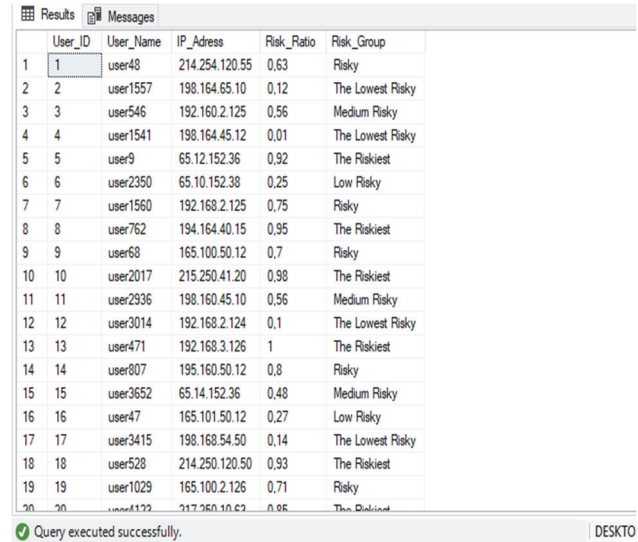 Results Messages
User_ID User_Name IP_Adress Risk_Ratio Risk_Group
1 1 user48 214.254.120.55 0,63 Risky
2 2 user1557 198.164.65.10 0,12 The Lowest Risky
3 3 user546 192.160.2.125 0,56 Medium Risky
4 4 user1541 198.164.45.12 0,01 The Lowest Risky
5 5 user9 65.12.152.36 0,92 The Riskiest
6 6 user2350 65.10.152.38 0,25 Low Risky
7 7 user1560 192.168.2.125 0,75 Risky
8 8 user762 194.164.40.15 0,95 The Riskiest
9 9 user68 165.100.50.12 0,7 Risky
10 10 user2017 215.250.41.20 0,98 The Riskiest
11 11 user2936 198.160.45.10 0,56 Medium Risky
12 12 user3014 192.168.2.124 0,1 The Lowest Risky
13 13 user471 192.168.3.126 1 The Riskiest
14 14 user807 195.160.50.12 0,8 Risky
15 15 user3652 65.14.152.36 0,48 Medium Risky
16 16 user47 165.101.50.12 0,27 Low Risky
17 17 user3415 198.168.54.50 0,14 The Lowest Risky
18 18 user528 214.250.120.50 0,93 The Riskiest
19 19 user1029 165.100.2.126 0,71 Risky
20 20 user4123 217.250.10.63 0,85 The Riskiest
Query executed successfully. DESKTO